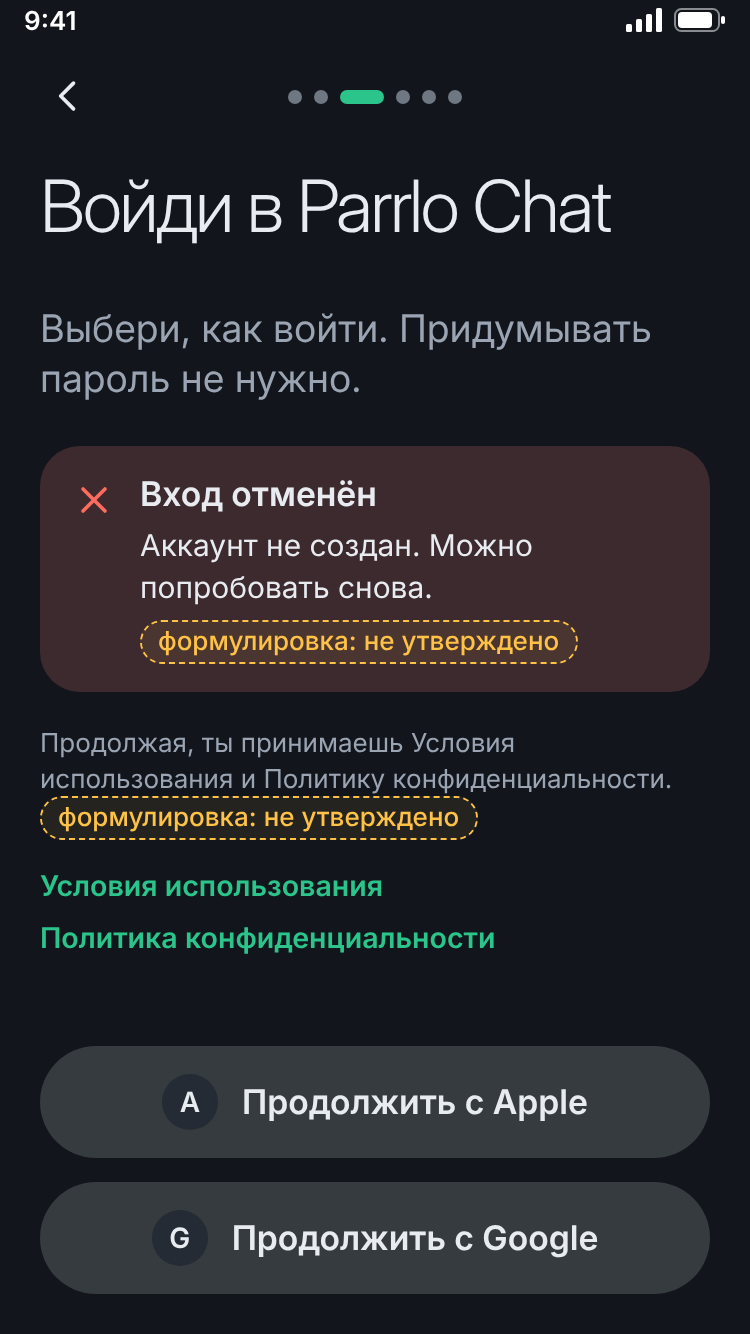 9:41
Войди в Parrlo Chat
Выбери, как войти. Придумывать
пароль не нужно.
Вход отменён
Аккаунт не создан. Можно
попробовать снова.
формулировка: не утверждено
Продолжая, ты принимаешь Условия
использования и Политику конфиденциальности.
формулировка: не утверждено
Условия использования
Политика конфиденциальности
A Продолжить с Apple
G Продолжить с Google